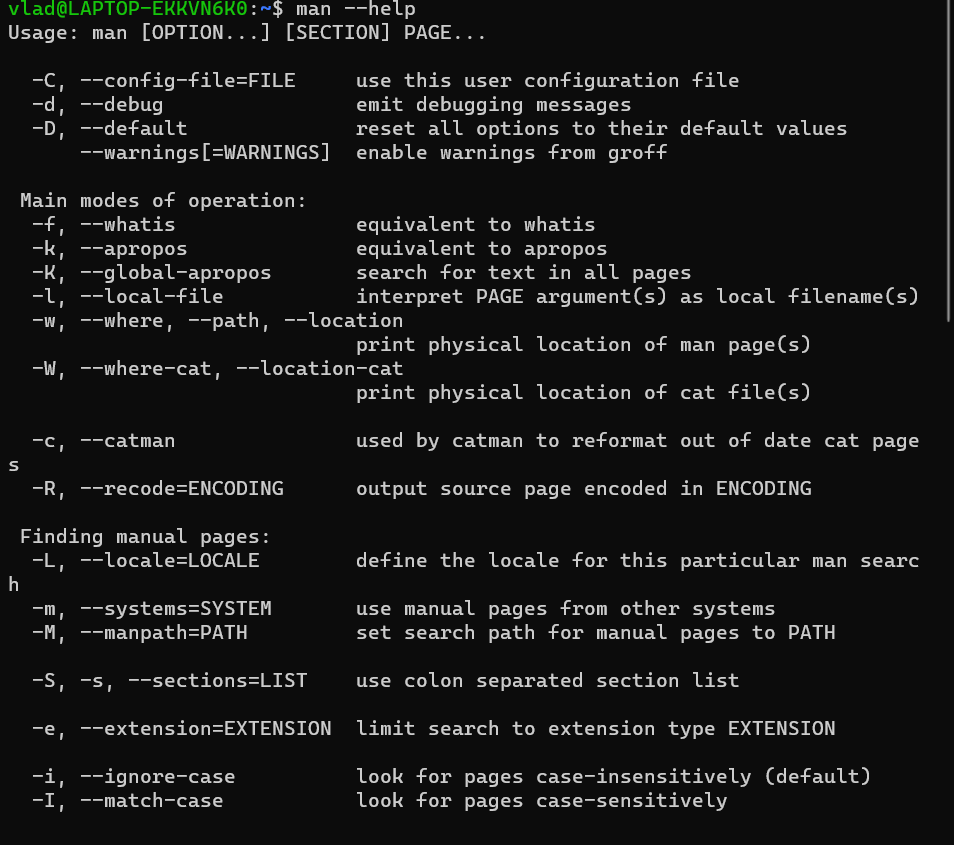 vlad@LAPTOP-EKKVN6K0:~$ man --help
Usage: man [OPTION...] [SECTION] PAGE...

  -C, --config-file=FILE     use this user configuration file
  -d, --debug                emit debugging messages
  -D, --default              reset all options to their default values
      --warnings[=WARNINGS]  enable warnings from groff

 Main modes of operation:
  -f, --whatis               equivalent to whatis
  -k, --apropos              equivalent to apropos
  -K, --global-apropos       search for text in all pages
  -l, --local-file           interpret PAGE argument(s) as local filename(s)
  -w, --where, --path, --location
                             print physical location of man page(s)
  -W, --where-cat, --location-cat
                             print physical location of cat file(s)

  -c, --catman               used by catman to reformat out of date cat page
s
  -R, --recode=ENCODING      output source page encoded in ENCODING

 Finding manual pages:
  -L, --locale=LOCALE        define the locale for this particular man searc
h
  -m, --systems=SYSTEM       use manual pages from other systems
  -M, --manpath=PATH         set search path for manual pages to PATH

  -S, -s, --sections=LIST    use colon separated section list

  -e, --extension=EXTENSION  limit search to extension type EXTENSION

  -i, --ignore-case          look for pages case-insensitively (default)
  -I, --match-case           look for pages case-sensitively